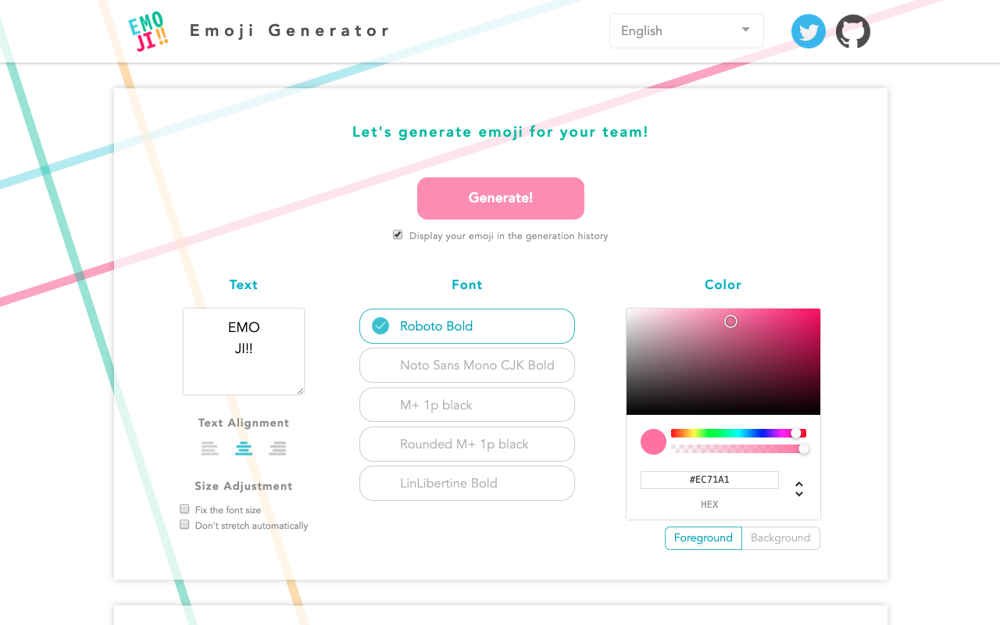 EMO
JI!!
Emoji Generator
English
Let's generate emoji for your team!
Generate!
Display your emoji in the generation history
Text
Font
Color
EMO
JI!!
Text Alignment
Size Adjustment
Fix the font size
Don't stretch automatically
Roboto Bold
Noto Sans Mono CJK Bold
M+ 1p black
Rounded M+ 1p black
LinLibertine Bold
#EC71A1
HEX
Foreground
Background